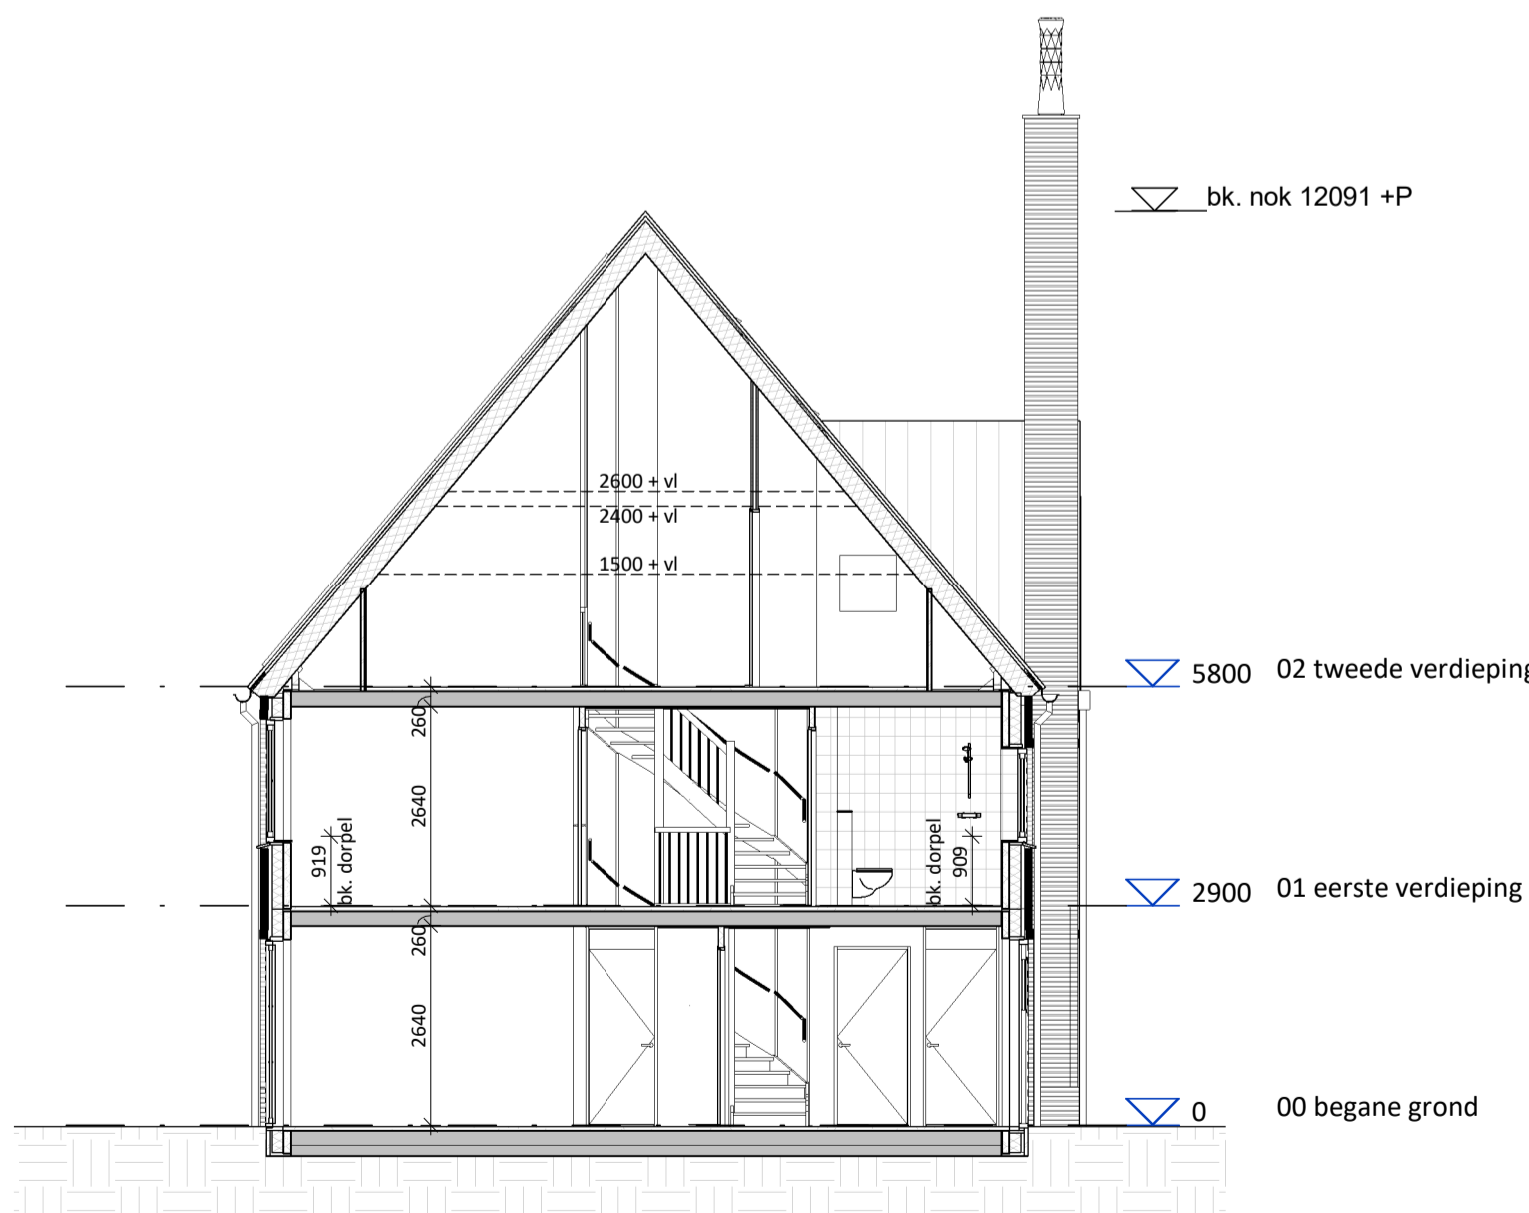 bk. nok 12091 +P
2600 + vl
2400 + vl
1500 + vl
5800 02 tweede verdieping
260
2640
919
bk. dorpel
bk. dorpel
909
2900 01 eerste verdieping
260
2640
0 00 begane grond